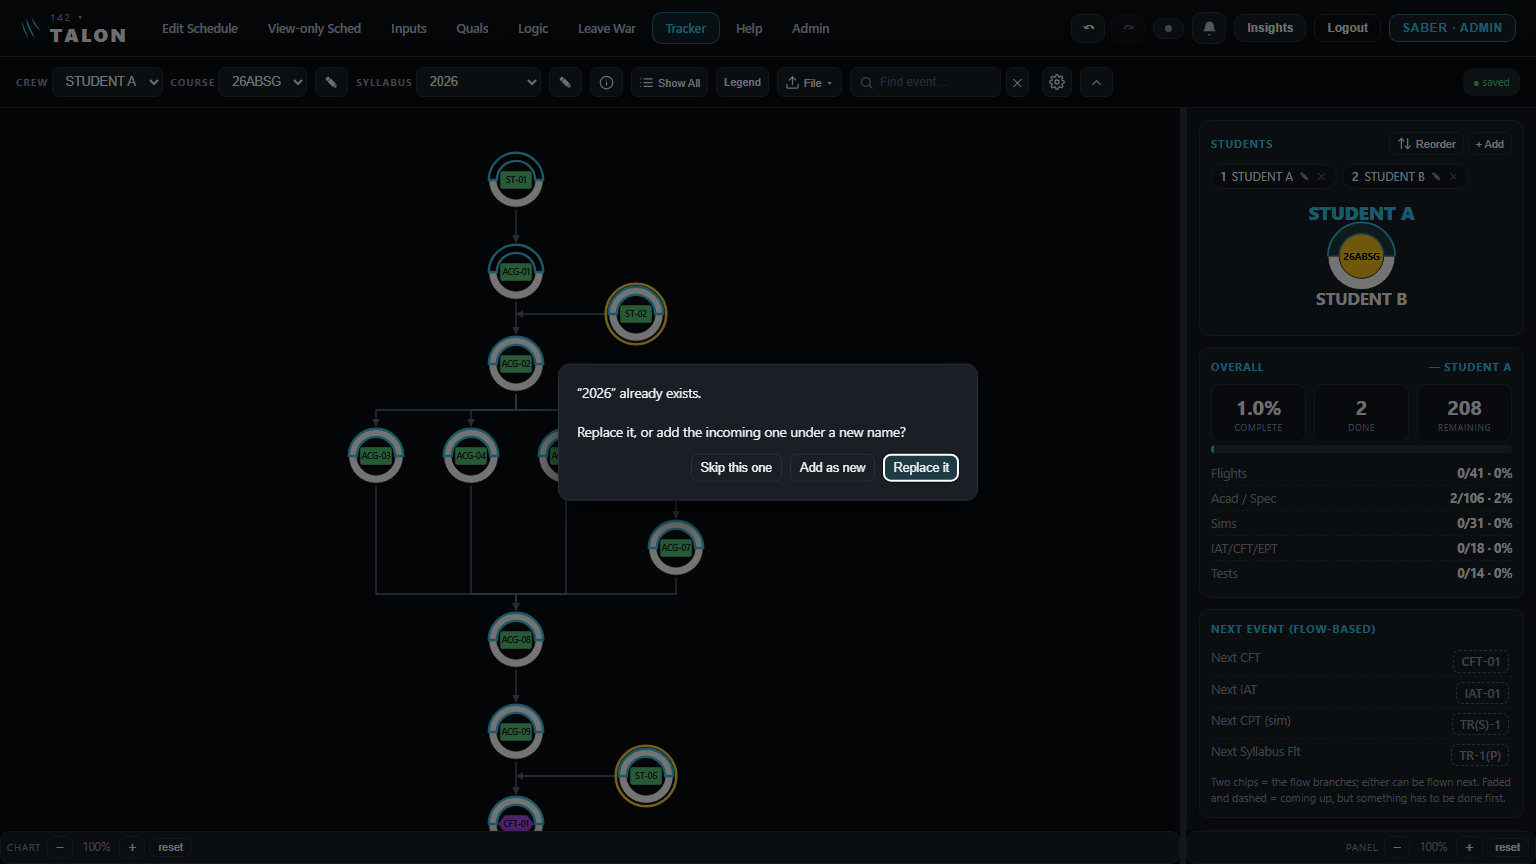 142
TALON
Edit Schedule
View-only Sched
Inputs
Quals
Logic
Leave War
Tracker
Help
Admin
Insights
Logout
SABER · ADMIN
CREW
STUDENT A
COURSE
26ABSG
SYLLABUS
2026
Show All
Legend
File
Find event...
saved
ST-01
ACG-01
ST-02
ACG-02
ACG-03
ACG-04
ACG-07
ACG-08
ACG-09
ST-06
CFT-01
“2026” already exists.
Replace it, or add the incoming one under a new name?
Skip this one
Add as new
Replace it
STUDENTS
Reorder
+ Add
1 STUDENT A
2 STUDENT B
STUDENT A
26ABSG
STUDENT B
OVERALL
— STUDENT A
1.0%
COMPLETE
2
DONE
208
REMAINING
Flights
0/41 · 0%
Acad / Spec
2/106 · 2%
Sims
0/31 · 0%
IAT/CFT/EPT
0/18 · 0%
Tests
0/14 · 0%
NEXT EVENT (FLOW-BASED)
Next CFT
CFT-01
Next IAT
IAT-01
Next CPT (sim)
TR(S)-1
Next Syllabus Flt
TR-1(P)
Two chips = the flow branches; either can be flown next. Faded
and dashed = coming up, but something has to be done first.
CHART
−
100%
+
reset
PANEL
−
100%
+
reset